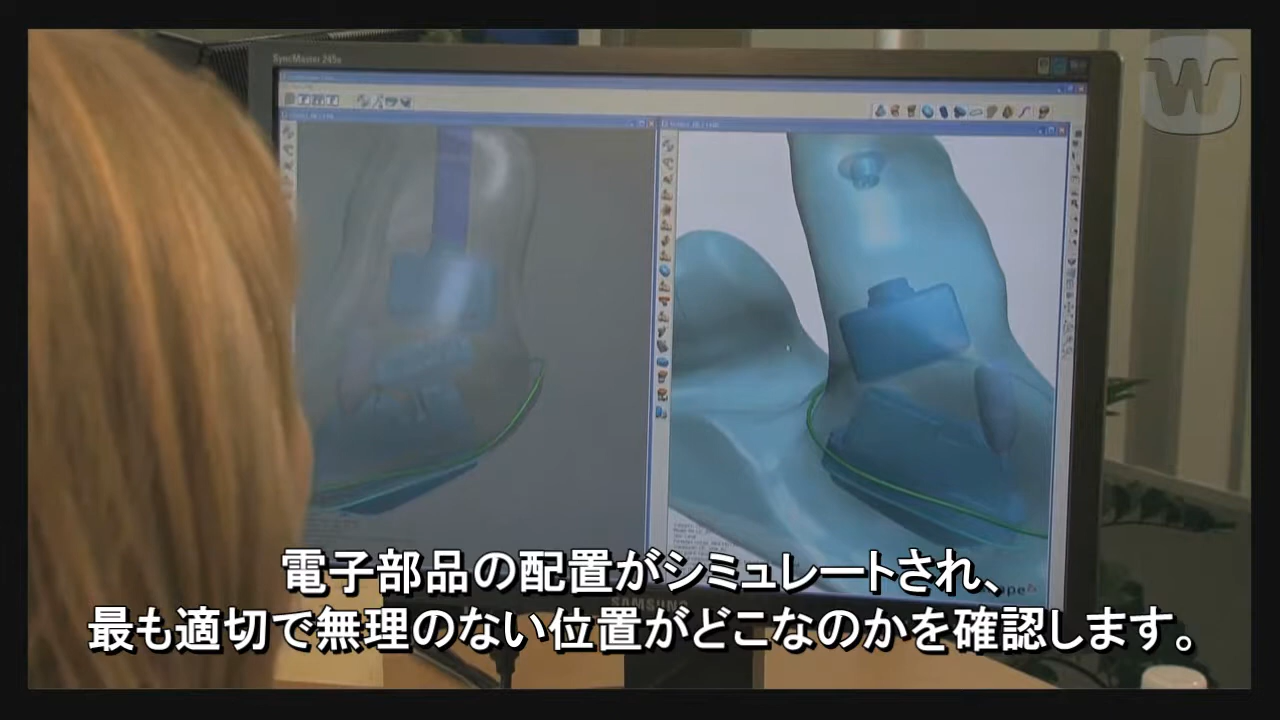 SyncMaster 245B
W
電子部品の配置がシミュレートされ、
最も適切で無理のない位置がどこなのかを確認します。
SAMSUNG